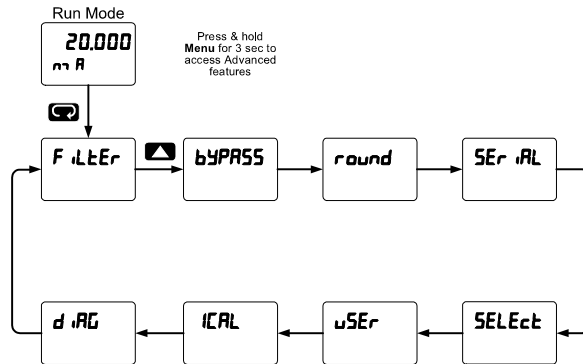 Run Mode
20.000
mA
Press & hold
Menu for 3 sec to
access Advanced
features
FiLtEr
bYPASS
round
SEriAL
diAG
ICAL
uSEr
SELEct